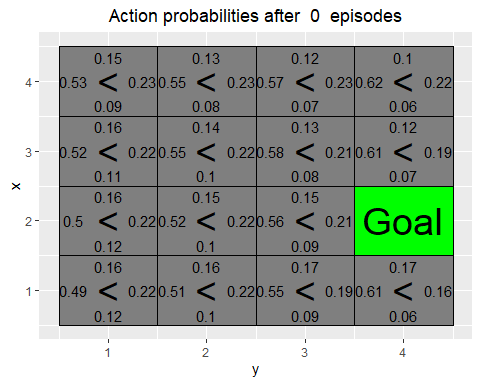 Action probabilities after 0 episodes
x
4
0.15 0.13 0.12 0.1
0.53 < 0.23 0.55 < 0.23 0.57 < 0.23 0.62 < 0.22
0.09 0.08 0.07 0.06
3
0.16 0.14 0.13 0.12
0.52 < 0.22 0.55 < 0.22 0.58 < 0.21 0.61 < 0.19
0.11 0.1 0.08 0.07
2
0.16 0.15 0.15
0.5 < 0.22 0.52 < 0.22 0.56 < 0.21 Goal
0.12 0.1 0.09
1
0.16 0.16 0.17 0.17
0.49 < 0.22 0.51 < 0.22 0.55 < 0.19 0.61 < 0.16
0.12 0.1 0.09 0.06
1 2 3 4
y